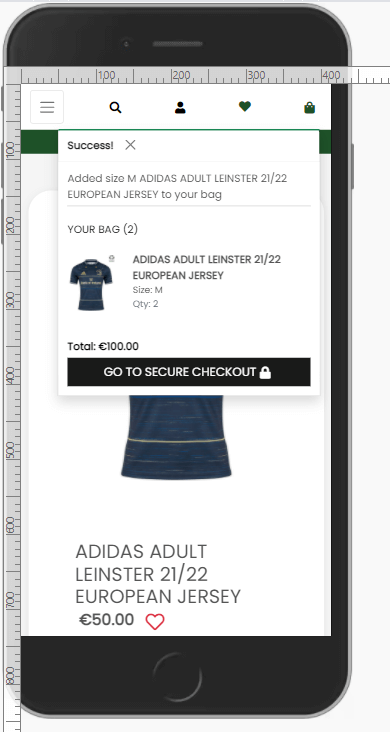 100
200
300
400
100
200
300
400
500
600
700
800
Success!
Added size M ADIDAS ADULT LEINSTER 21/22
EUROPEAN JERSEY to your bag
YOUR BAG (2)
ADIDAS ADULT LEINSTER 21/22
EUROPEAN JERSEY
Size: M
Qty: 2
Total: €100.00
GO TO SECURE CHECKOUT
ADIDAS ADULT
LEINSTER 21/22
EUROPEAN JERSEY
€50.00